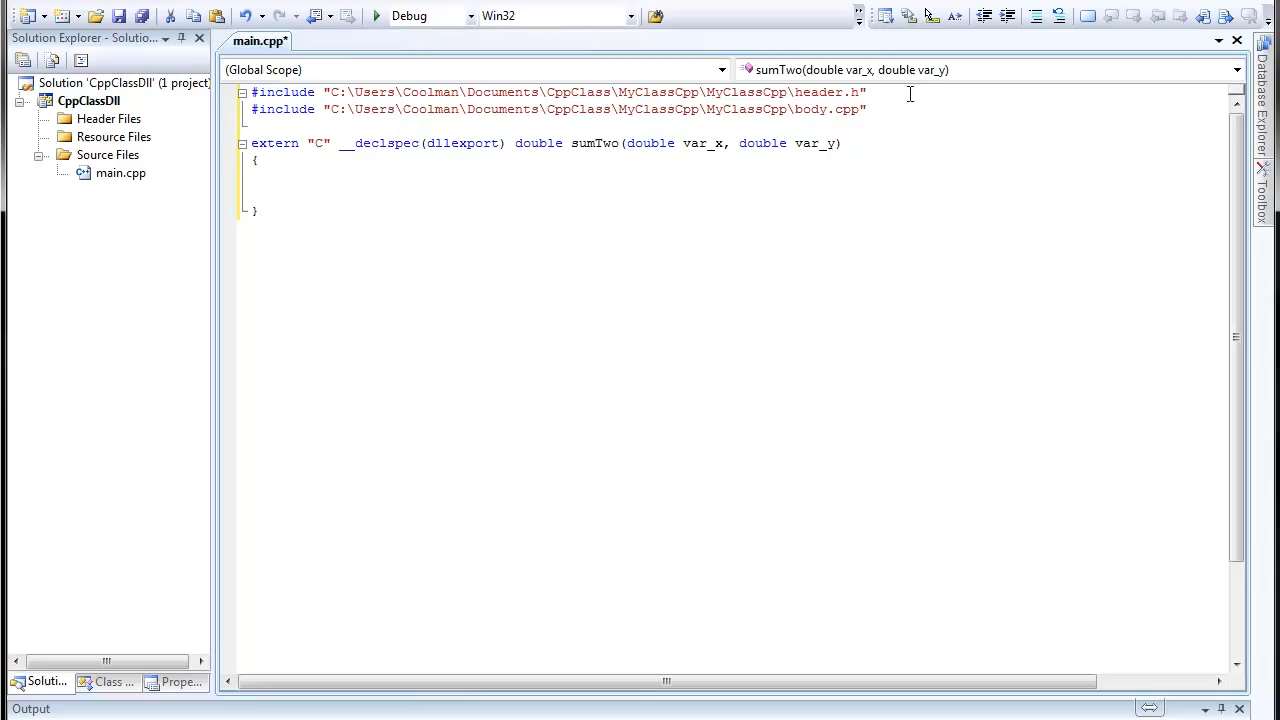 Debug
Win32
Solution Explorer - Solutio...
main.cpp*
(Global Scope)
sumTwo(double var_x, double var_y)
Solution 'CppClassDll' (1 project)
CppClassDll
Header Files
Resource Files
Source Files
main.cpp
#include "C:\Users\Coolman\Documents\CppClass\MyClassCpp\MyClassCpp\header.h"
#include "C:\Users\Coolman\Documents\CppClass\MyClassCpp\MyClassCpp\body.cpp"
extern "C" __declspec(dllexport) double sumTwo(double var_x, double var_y)
{
}
Database Explorer
Toolbox
Soluti...
Class ...
Prope...
Output